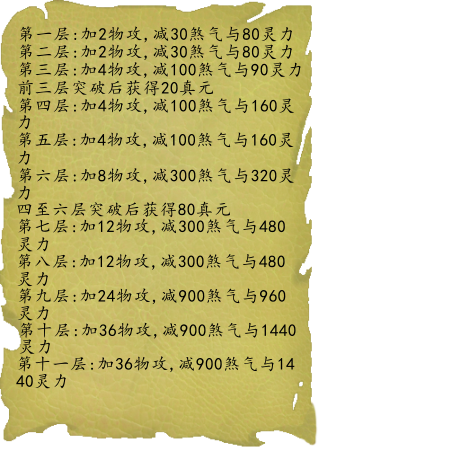 第一层:加2物攻,减30煞气与80灵力
第二层:加2物攻,减30煞气与80灵力
第三层:加4物攻,减100煞气与90灵力
前三层突破后获得20真元
第四层:加4物攻,减100煞气与160灵
力
第五层:加4物攻,减100煞气与160灵
力
第六层:加8物攻,减300煞气与320灵
力
四至六层突破后获得80真元
第七层:加12物攻,减300煞气与480
灵力
第八层:加12物攻,减300煞气与480
灵力
第九层:加24物攻,减900煞气与960
灵力
第十层:加36物攻,减900煞气与1440
灵力
第十一层:加36物攻,减900煞气与14
40灵力